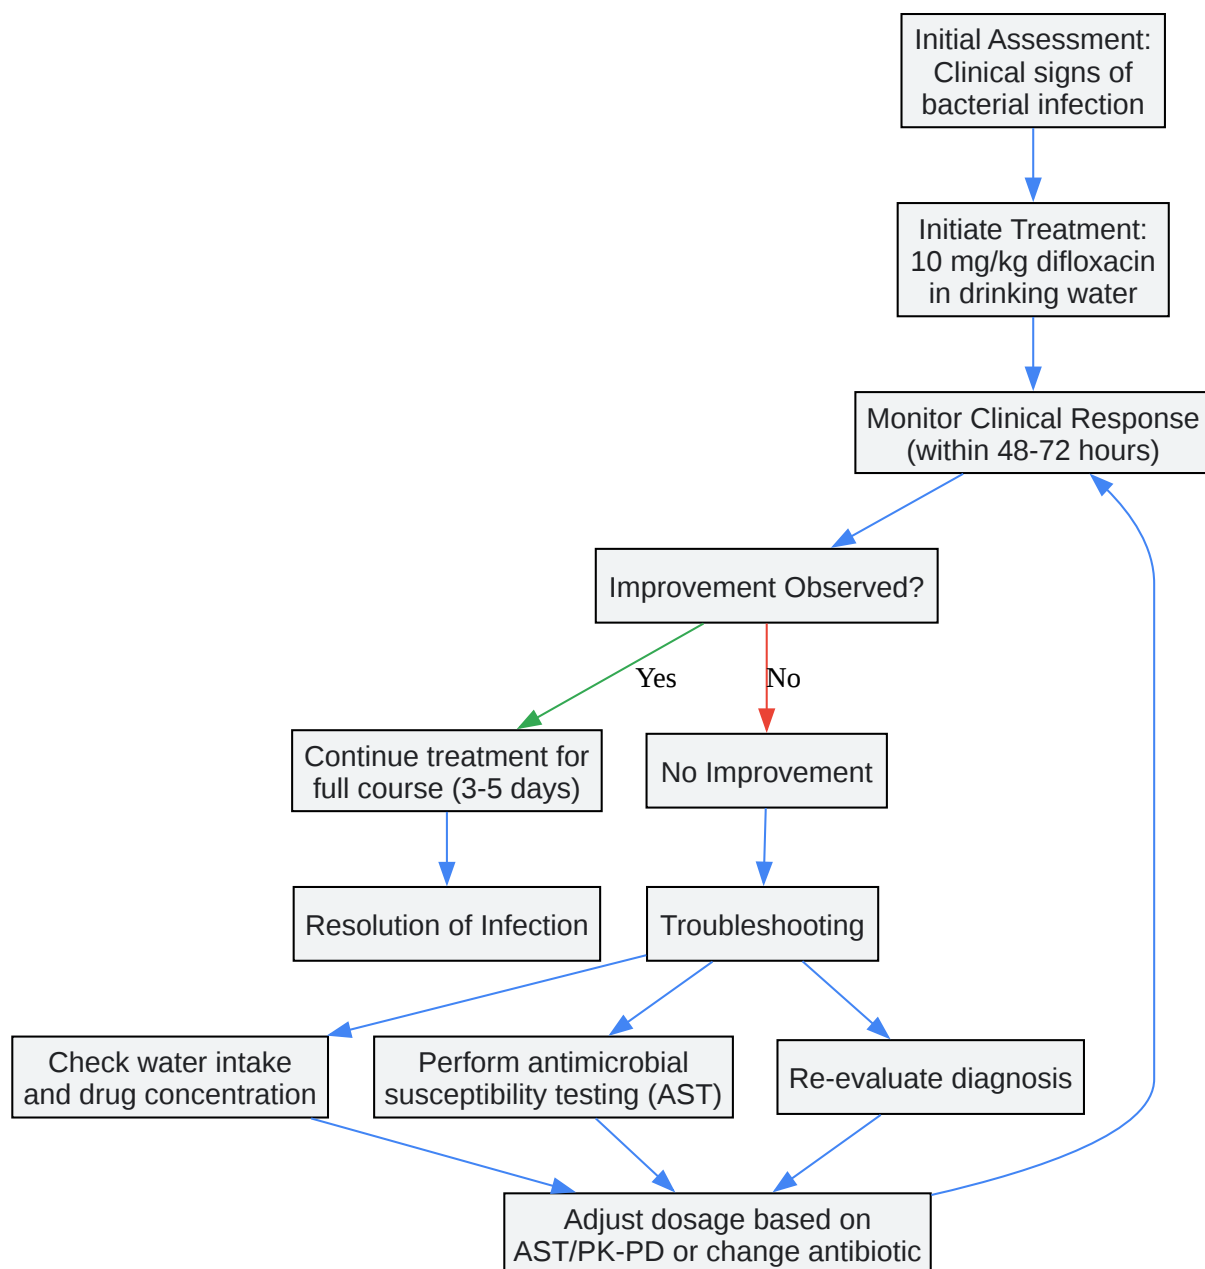 Initial Assessment:
Clinical signs of
bacterial infection
Initiate Treatment:
10 mg/kg difloxacin
in drinking water
Monitor Clinical Response
(within 48-72 hours)
Improvement Observed?
Yes
No
Continue treatment for
full course (3-5 days)
No Improvement
Resolution of Infection
Troubleshooting
Check water intake
and drug concentration
Perform antimicrobial
susceptibility testing (AST)
Re-evaluate diagnosis
Adjust dosage based on
AST/PK-PD or change antibiotic